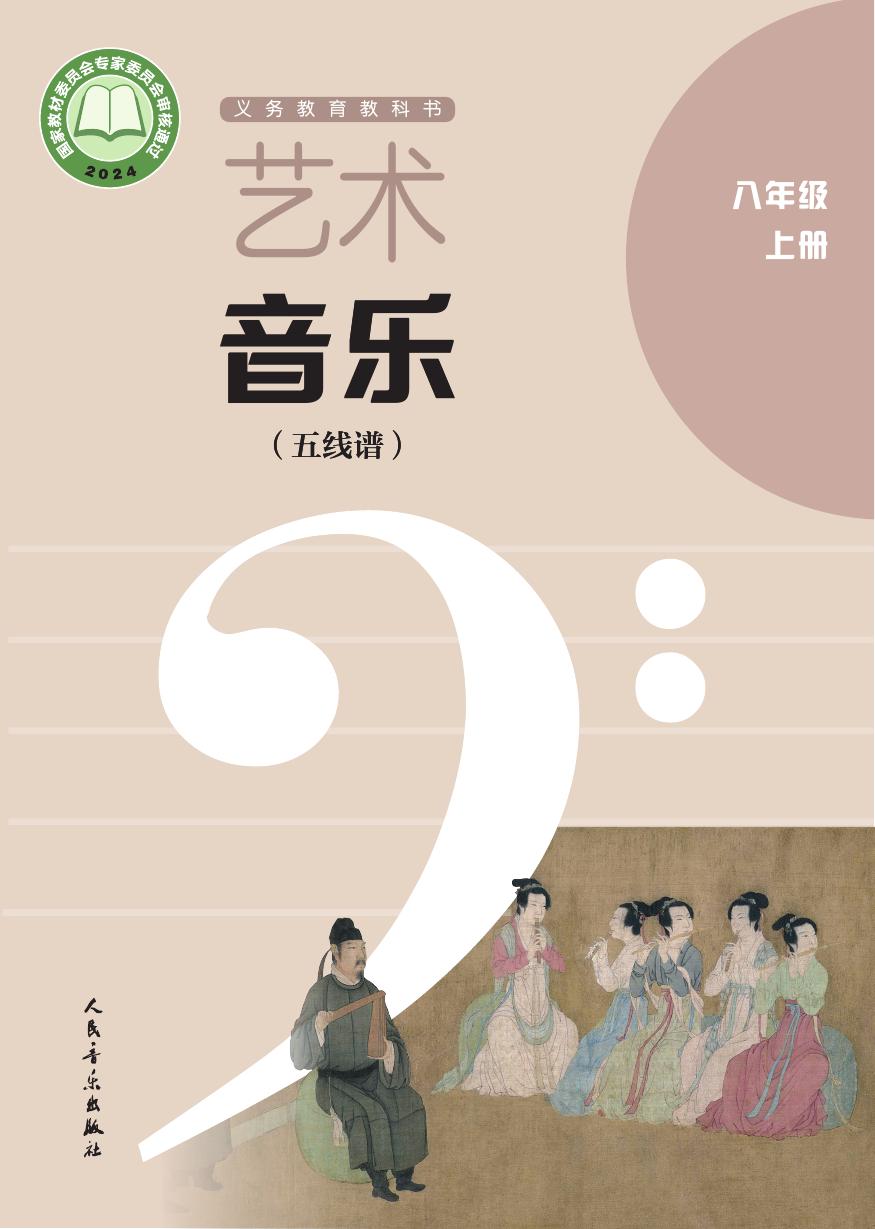 国家教材委员会专家委员会审核通过
2024
义务教育教科书
艺术
音乐
（五线谱）
八年级
上册
人民音乐出版社